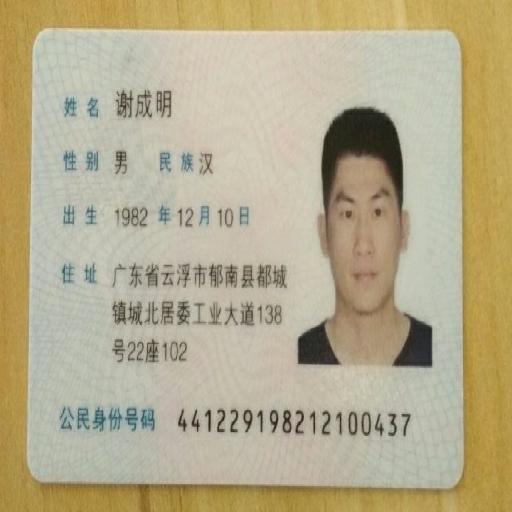 姓名 谢成明
性别 男 民族 汉
出生 1982 年 12 月 10 日
住址 广东省云浮市郁南县都城
镇城北居委工业大道138
号22座102
公民身份号码 441229198212100437